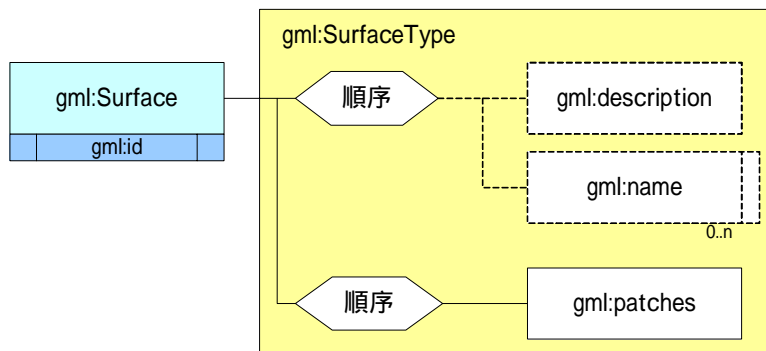 gml:SurfaceType
gml:Surface
gml:id
順序
gml:description
gml:name
0..n
順序
gml:patches